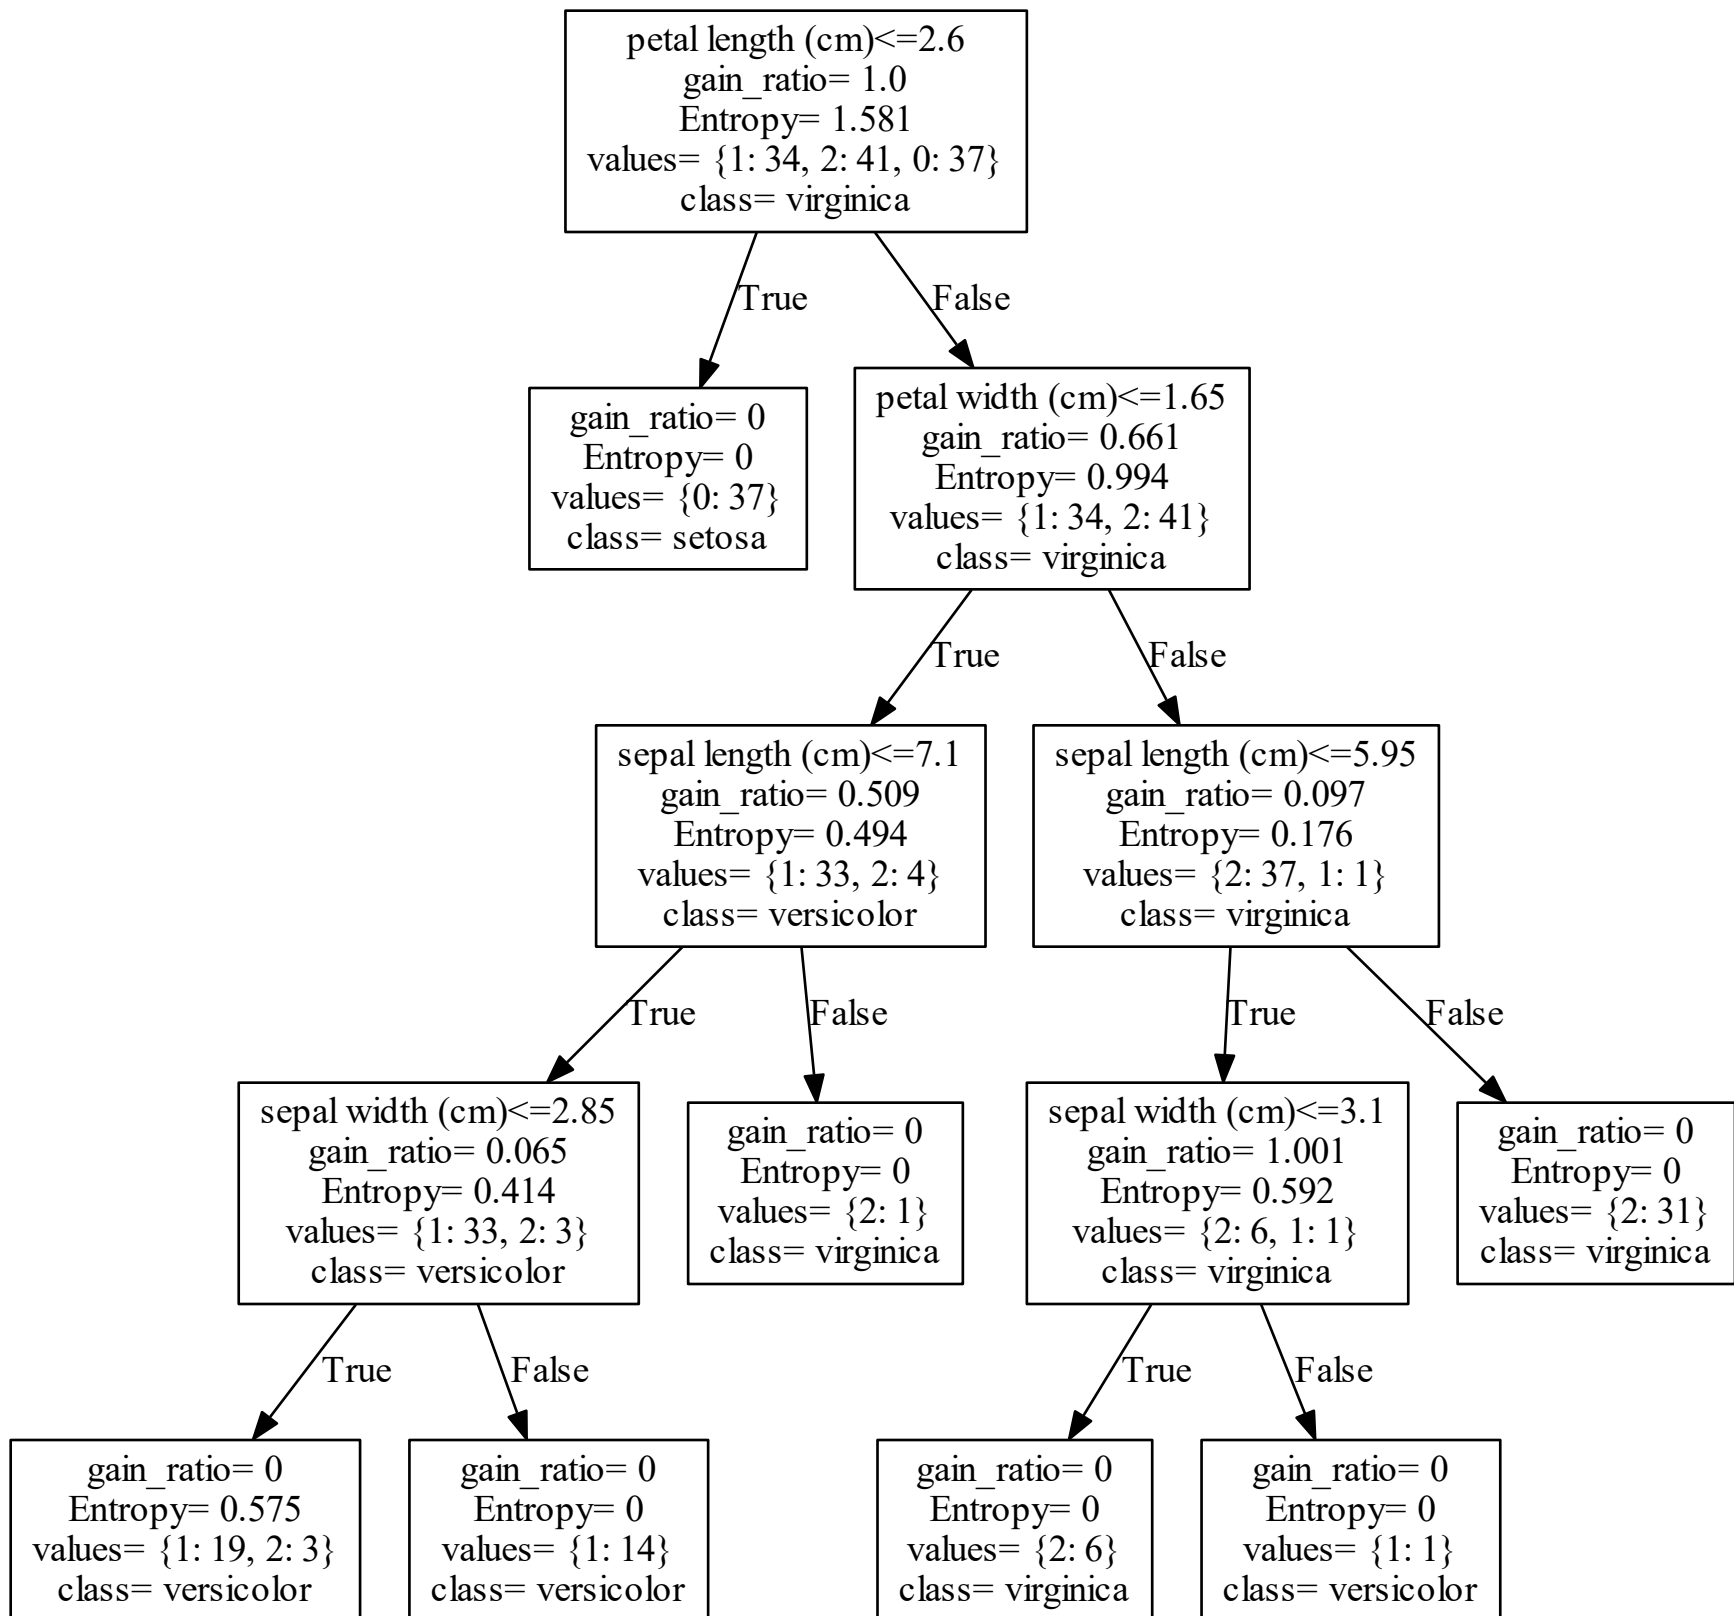 petal length (cm)<=2.6
gain_ratio= 1.0
Entropy= 1.581
values= {1: 34, 2: 41, 0: 37}
class= virginica
True
False
gain_ratio= 0
Entropy= 0
values= {0: 37}
class= setosa
petal width (cm)<=1.65
gain_ratio= 0.661
Entropy= 0.994
values= {1: 34, 2: 41}
class= virginica
True
False
sepal length (cm)<=7.1
gain_ratio= 0.509
Entropy= 0.494
values= {1: 33, 2: 4}
class= versicolor
sepal length (cm)<=5.95
gain_ratio= 0.097
Entropy= 0.176
values= {2: 37, 1: 1}
class= virginica
True
False
True
False
sepal width (cm)<=2.85
gain_ratio= 0.065
Entropy= 0.414
values= {1: 33, 2: 3}
class= versicolor
gain_ratio= 0
Entropy= 0
values= {2: 1}
class= virginica
sepal width (cm)<=3.1
gain_ratio= 1.001
Entropy= 0.592
values= {2: 6, 1: 1}
class= virginica
gain_ratio= 0
Entropy= 0
values= {2: 31}
class= virginica
True
False
True
False
gain_ratio= 0
Entropy= 0.575
values= {1: 19, 2: 3}
class= versicolor
gain_ratio= 0
Entropy= 0
values= {1: 14}
class= versicolor
gain_ratio= 0
Entropy= 0
values= {2: 6}
class= virginica
gain_ratio= 0
Entropy= 0
values= {1: 1}
class= versicolor